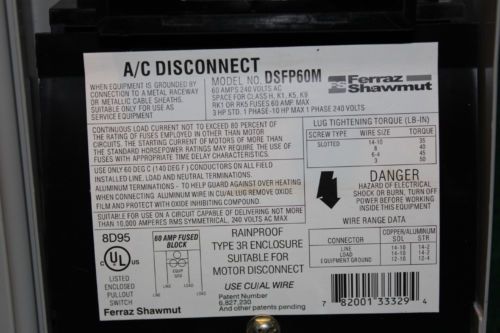 A/C DISCONNECT
WHEN EQUIPMENT IS GROUNDED BY
CONNECTION TO A METAL RACEWAY
OR METALLIC CABLE SHEATHS.
SUITABLE FOR USE ONLY AS
SERVICE EQUIPMENT
MODEL NO. DSFP60M
60 AMPS 240 VOLTS AC
SPACE FOR CLASS H, K1, K5, K9
RK1 OR RK5 FUSES 60 AMP MAX
3 HP STD. 1 PHASE-10 HP MAX 1 PHASE 240 VOLTS
Ferraz
Shawmut
CONTINUOUS LOAD CURRENT NOT TO EXCEED 80 PERCENT OF
THE RATING OF FUSES EMPLOYED IN OTHER THAN MOTOR
CIRCUITS. THE STARTING CURRENT OF MOTORS OF MORE THAN
THE STANDARD HORSEPOWER RATINGS MAY REQUIRE THE USE OF
FUSES WITH APPROPRIATE TIME DELAY CHARACTERISTICS.
USE ONLY 60 DEG C (140 DEG F) CONDUCTORS ON ALL FIELD
INSTALLED LINE, LOAD AND NEUTRAL TERMINATIONS.
ALUMINUM TERMINATIONS - TO HELP GUARD AGAINST OVER HEATING
WHEN CONNECTING ALUMINUM WIRE IN CU/AL LUG REMOVE OXIDE
FILM AND PROTECT WITH OXIDE INHIBITING COMPOUND.
SUITABLE FOR USE ON A CIRCUIT CAPABLE OF DELIVERING NOT MORE
THAN 10,000 AMPERES RMS SYMMETRICAL, 240 VOLTS AC MAX
LUG TIGHTENING TORQUE (LB-IN)
SCREW TYPE WIRE SIZE TORQUE
SLOTTED 14-10 35
8 40
6-4 45
3 50
DANGER
HAZARD OF ELECTRICAL
SHOCK OR BURN, TURN OFF
POWER BEFORE WORKING
INSIDE THIS EQUIPMENT
WIRE RANGE DATA
CONNECTOR COPPER/ALUMINUM
SOL STR
LINE 14-10 14-2
LOAD 14-10 14-2
EQUIPMENT GROUND 12-10 12-4
8D95
UL
LISTED
ENCLOSED
PULLOUT
SWITCH
Ferraz Shawmut
60 AMP FUSED
BLOCK
EQUIP
GRD
LINE LOAD LINE
RAINPROOF
TYPE 3R ENCLOSURE
SUITABLE FOR
MOTOR DISCONNECT
USE CU/AL WIRE
Patent Number
6,827,230
And other patents pending
7 82001 33329 4